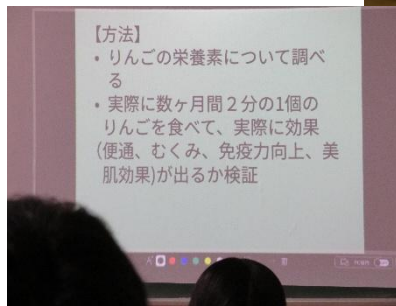 【方法】
・りんごの栄養素について調べ
る
・実際に数ヶ月間２分の1個の
りんごを食べて、実際に効果
(便通、むくみ、免疫力向上、美
肌効果)が出るか検証